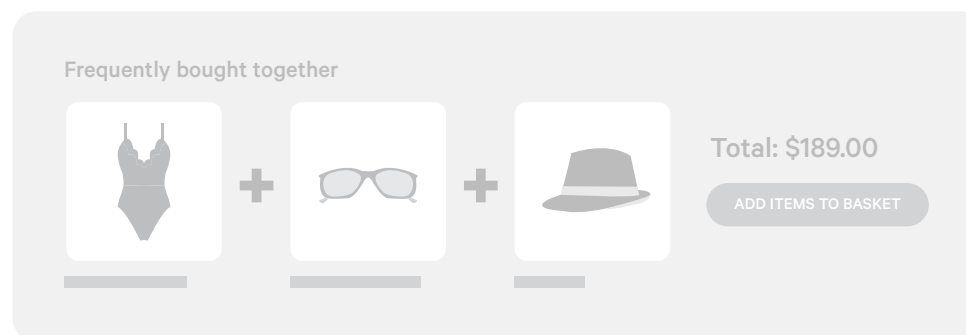 Frequently bought together
Total: $189.00
ADD ITEMS TO BASKET